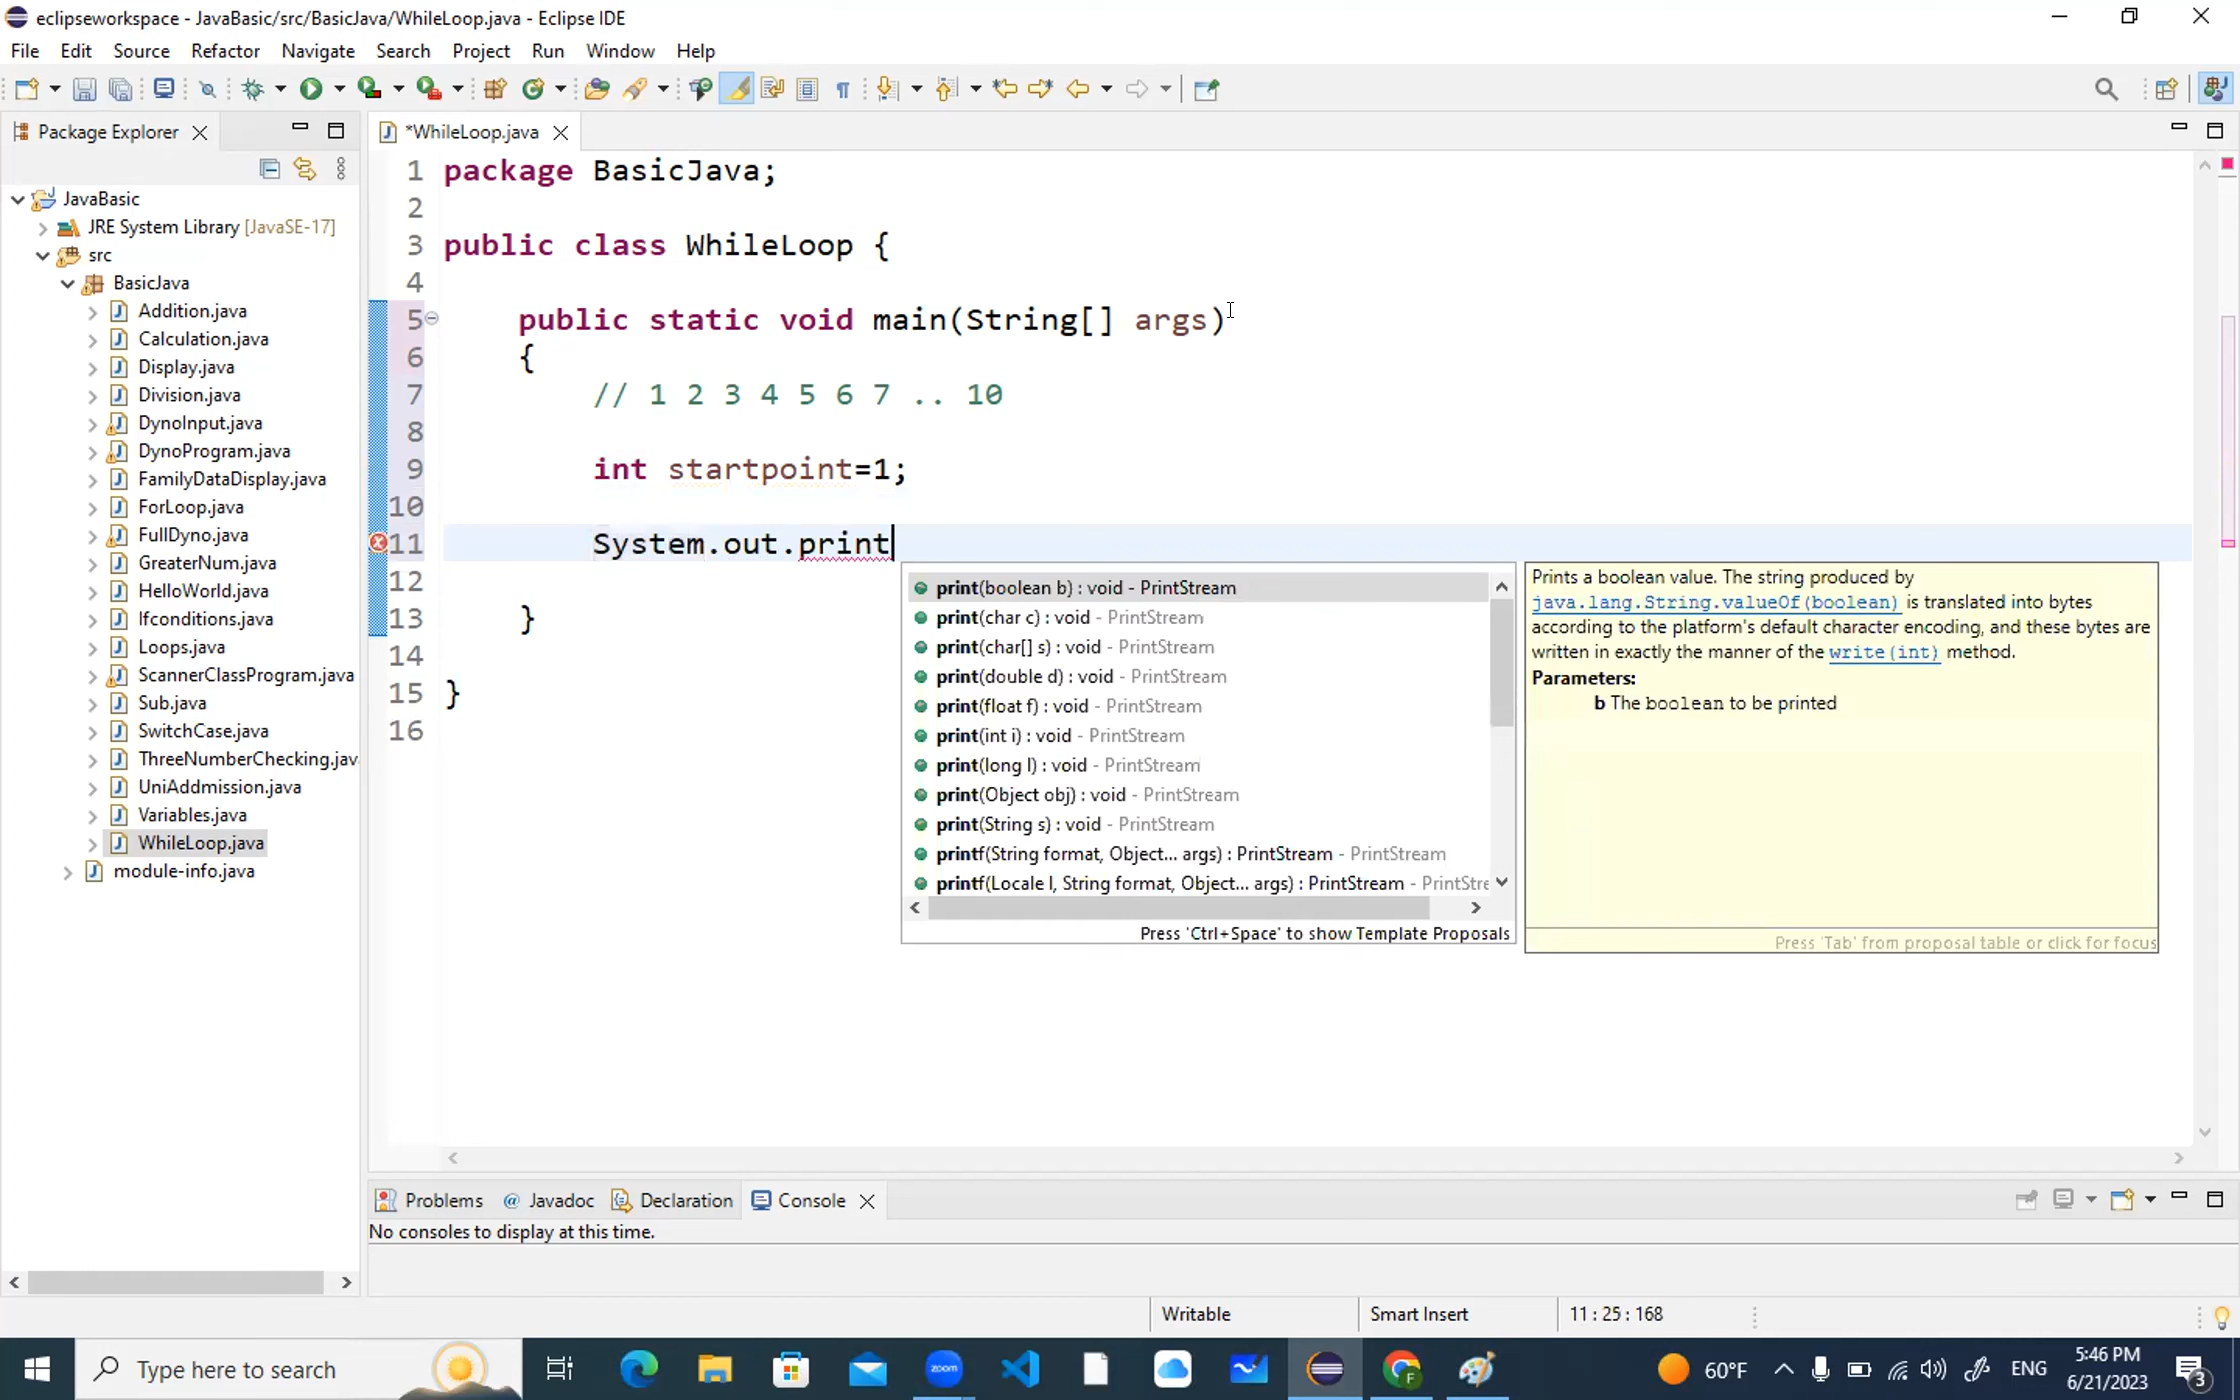 eclipseworkspace - JavaBasic/src/BasicJava/WhileLoop.java - Eclipse IDE
File Edit Source Refactor Navigate Search Project Run Window Help
Package Explorer
*WhileLoop.java
JavaBasic
JRE System Library [JavaSE-17]
src
BasicJava
Addition.java
Calculation.java
Display.java
Division.java
DynoInput.java
DynoProgram.java
FamilyDataDisplay.java
ForLoop.java
FullDyno.java
GreaterNum.java
HelloWorld.java
Ifconditions.java
Loops.java
ScannerClassProgram.java
Sub.java
SwitchCase.java
ThreeNumberChecking.jav
UniAddmission.java
Variables.java
WhileLoop.java
module-info.java
1 package BasicJava;
2
3 public class WhileLoop {
4
5 public static void main(String[] args)
6 {
7 // 1 2 3 4 5 6 7 .. 10
8
9 int startpoint=1;
10
11 System.out.print
12
13 }
14
15 }
16
print(boolean b) : void - PrintStream
print(char c) : void - PrintStream
print(char[] s) : void - PrintStream
print(double d) : void - PrintStream
print(float f) : void - PrintStream
print(int i) : void - PrintStream
print(long l) : void - PrintStream
print(Object obj) : void - PrintStream
print(String s) : void - PrintStream
printf(String format, Object... args) : PrintStream - PrintStream
printf(Locale l, String format, Object... args) : PrintStream - PrintStre
Press 'Ctrl+Space' to show Template Proposals
Prints a boolean value. The string produced by
java.lang.String.valueOf(boolean) is translated into bytes
according to the platform's default character encoding, and these bytes are
written in exactly the manner of the write(int) method.
Parameters:
b The boolean to be printed
Press 'Tab' from proposal table or click for focus
Problems Javadoc Declaration Console
No consoles to display at this time.
Writable Smart Insert 11 : 25 : 168
Type here to search
zoom
60°F
ENG
5:46 PM
6/21/2023
3